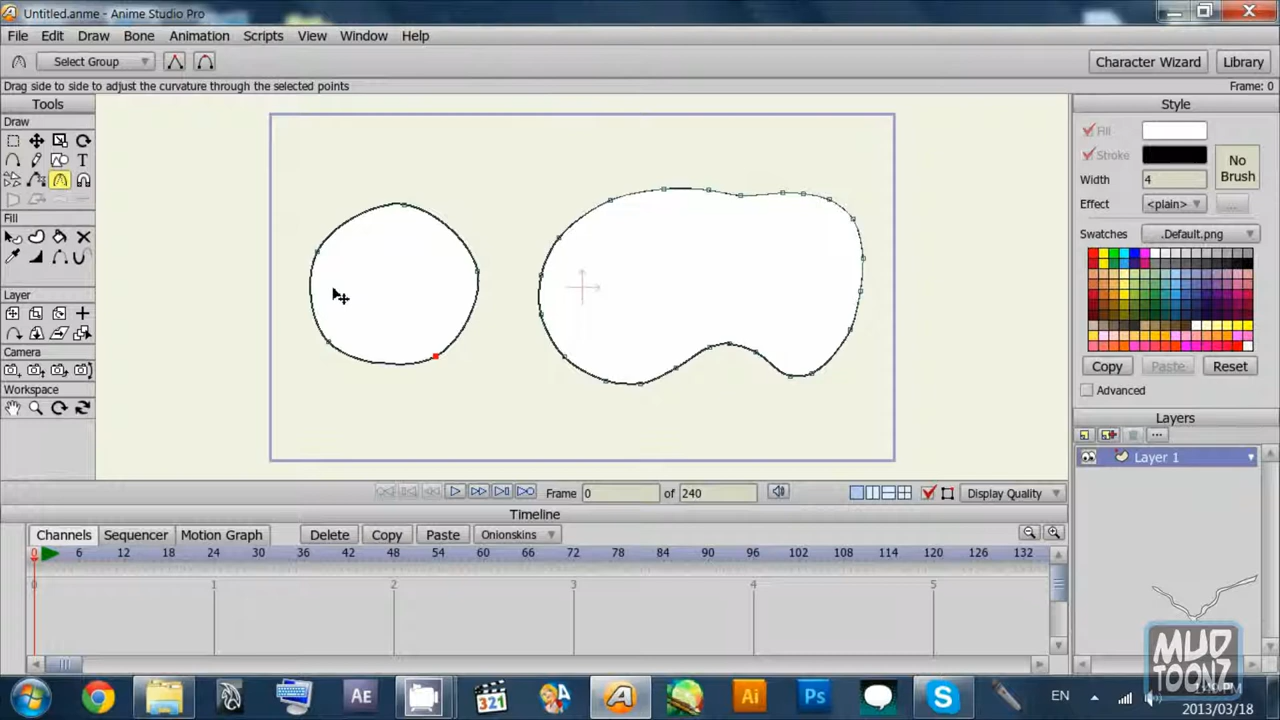 Untitled.anme - Anime Studio Pro
File Edit Draw Bone Animation Scripts View Window Help
Select Group
Character Wizard
Library
Drag side to side to adjust the curvature through the selected points
Frame: 0
Tools
Draw
T
Fill
Layer
Camera
Workspace
Style
Fill
Stroke
No
Brush
Width 4
Effect <plain> ...
Swatches .Default.png
Copy Paste Reset
Advanced
Layers
...
Layer 1
Frame 0 of 240
Display Quality
Timeline
Channels Sequencer Motion Graph Delete Copy Paste Onionskins
0 6 12 18 24 30 36 42 48 54 60 66 72 78 84 90 96 102 108 114 120 126 132
0 1 2 3 4 5
MUD
TOONZ
AE
321
Ai
Ps
S
EN
2013/03/18